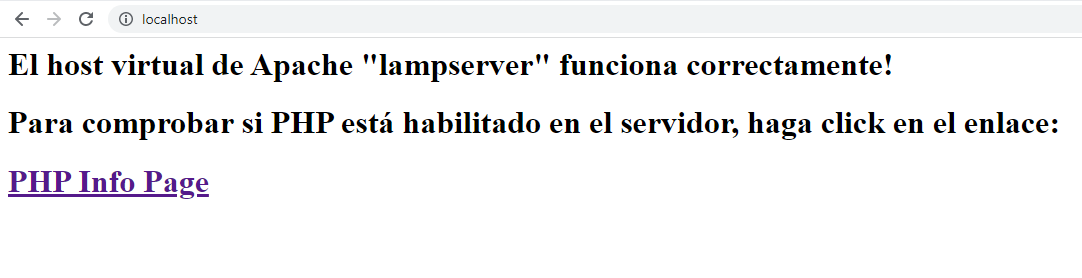 localhost
El host virtual de Apache "lampserver" funciona correctamente!
Para comprobar si PHP está habilitado en el servidor, haga click en el enlace:
PHP Info Page